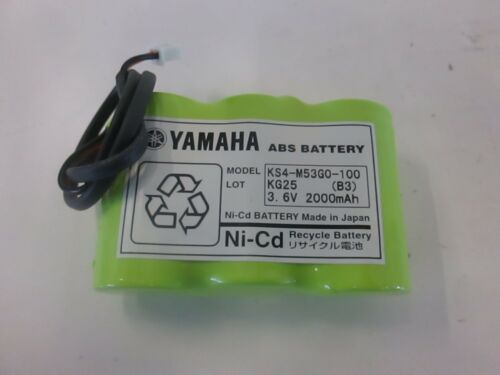 YAMAHA ABS BATTERY
MODEL KS4-M53G0-100
LOT KG25 (B3)
3.6V 2000mAh
Ni-Cd BATTERY Made in Japan
Ni-Cd Recycle Battery
リサイクル電池